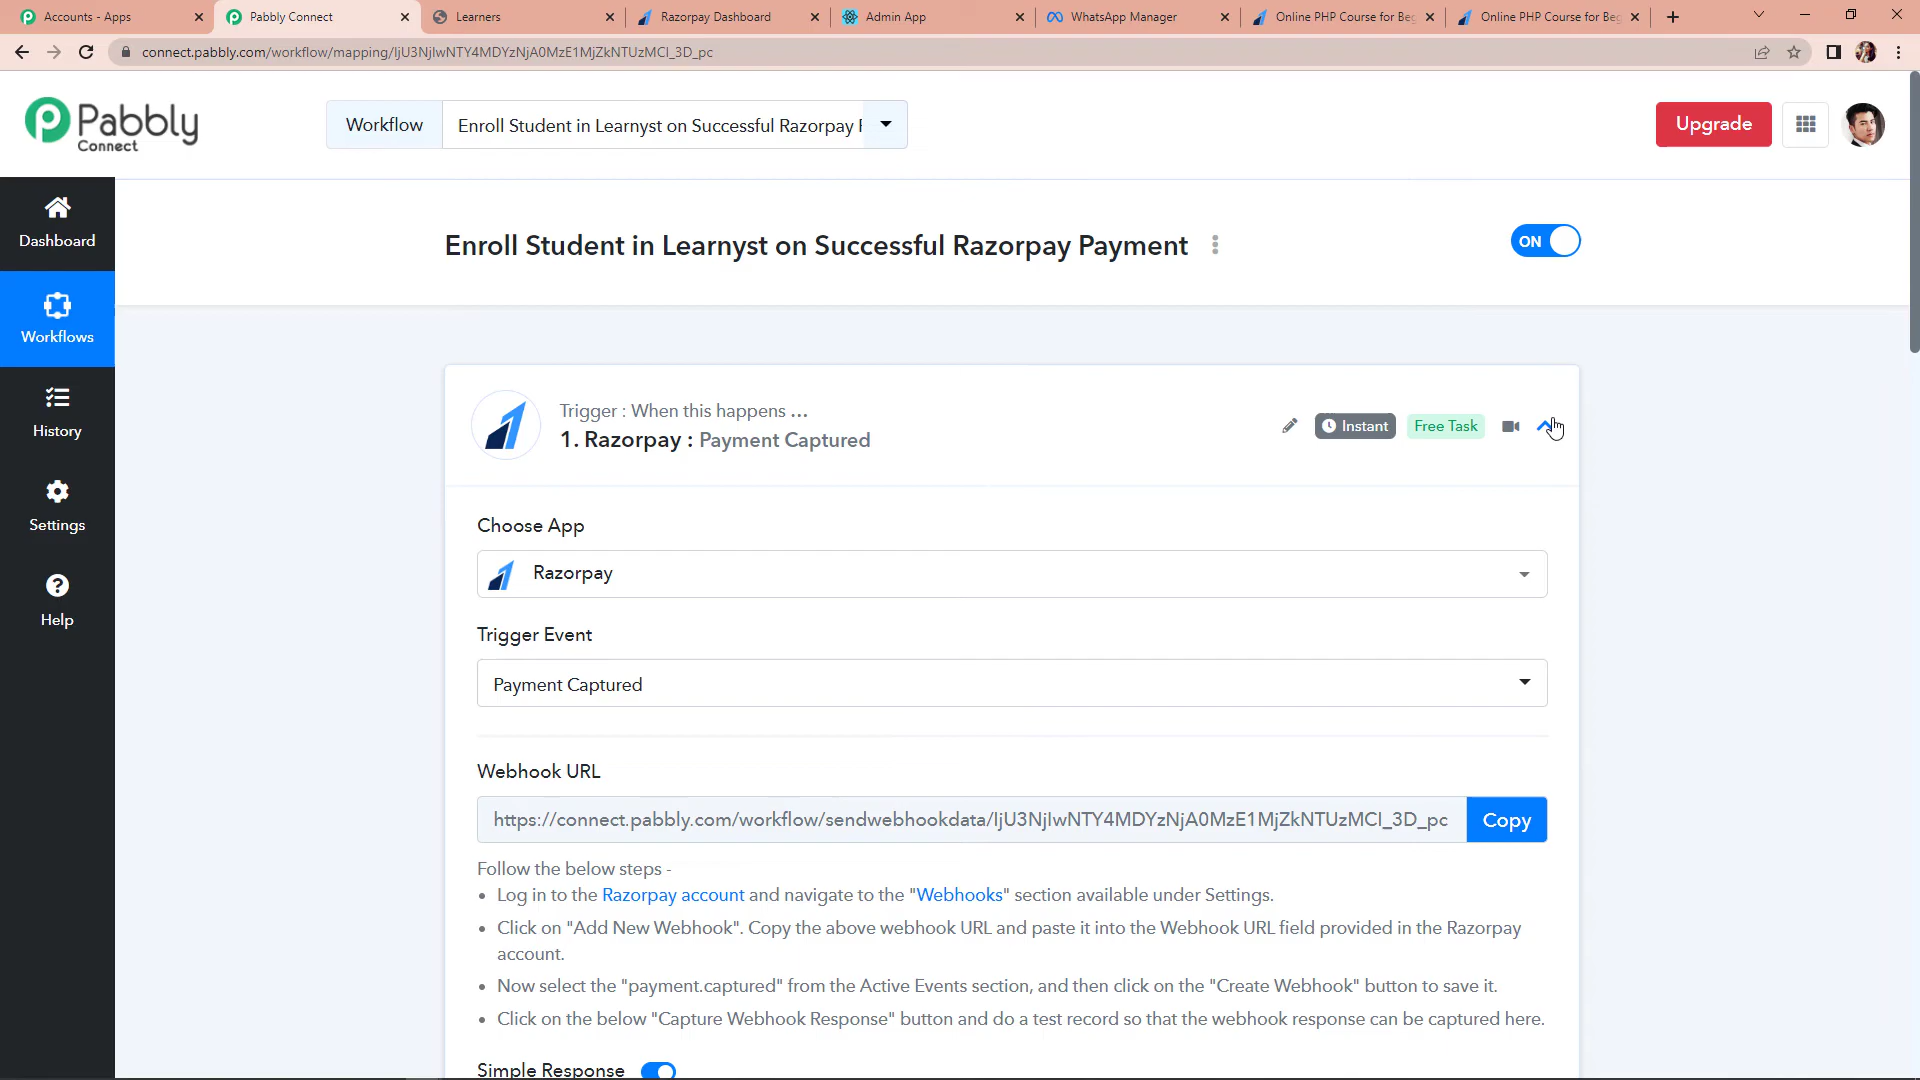 Accounts - Apps
Pabbly Connect
Learners
Razorpay Dashboard
Admin App
WhatsApp Manager
Online PHP Course for Beg
Online PHP Course for Beg
connect.pabbly.com/workflow/mapping/IjU3NjIwNTY4MDYzNjA0MzE1MjZkNTUzMCI_3D_pc
Pabbly
Connect
Workflow
Enroll Student in Learnyst on Successful Razorpay P
Upgrade
Dashboard
Workflows
History
Settings
Help
Enroll Student in Learnyst on Successful Razorpay Payment
ON
Trigger : When this happens ...
1. Razorpay : Payment Captured
Instant
Free Task
Choose App
Razorpay
Trigger Event
Payment Captured
Webhook URL
https://connect.pabbly.com/workflow/sendwebhookdata/IjU3NjIwNTY4MDYzNjA0MzE1MjZkNTUzMCI_3D_pc
Copy
Follow the below steps -
• Log in to the Razorpay account and navigate to the "Webhooks" section available under Settings.
• Click on "Add New Webhook". Copy the above webhook URL and paste it into the Webhook URL field provided in the Razorpay
account.
• Now select the "payment.captured" from the Active Events section, and then click on the "Create Webhook" button to save it.
• Click on the below "Capture Webhook Response" button and do a test record so that the webhook response can be captured here.
Simple Response